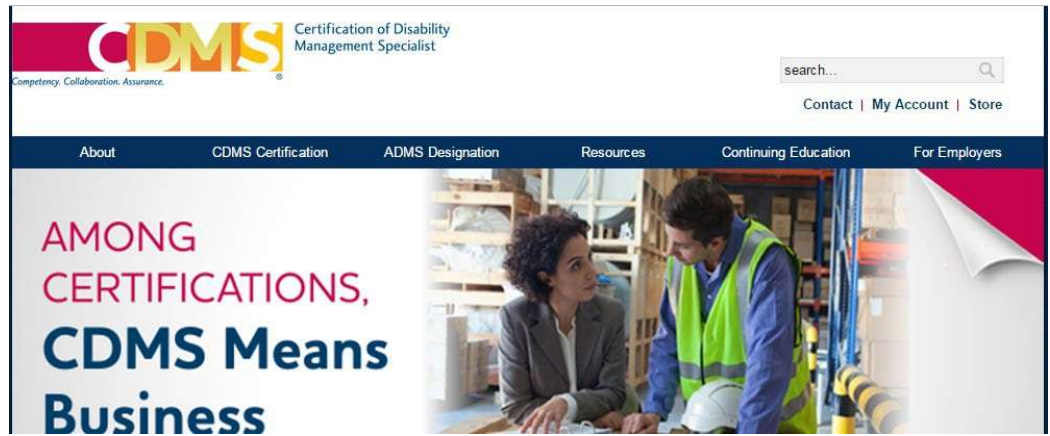 CDMS
Certification of Disability
Management Specialist
®
Competency. Collaboration. Assurance.
search...
Contact | My Account | Store
About CDMS Certification ADMS Designation Resources Continuing Education For Employers
AMONG
CERTIFICATIONS,
CDMS Means
Business